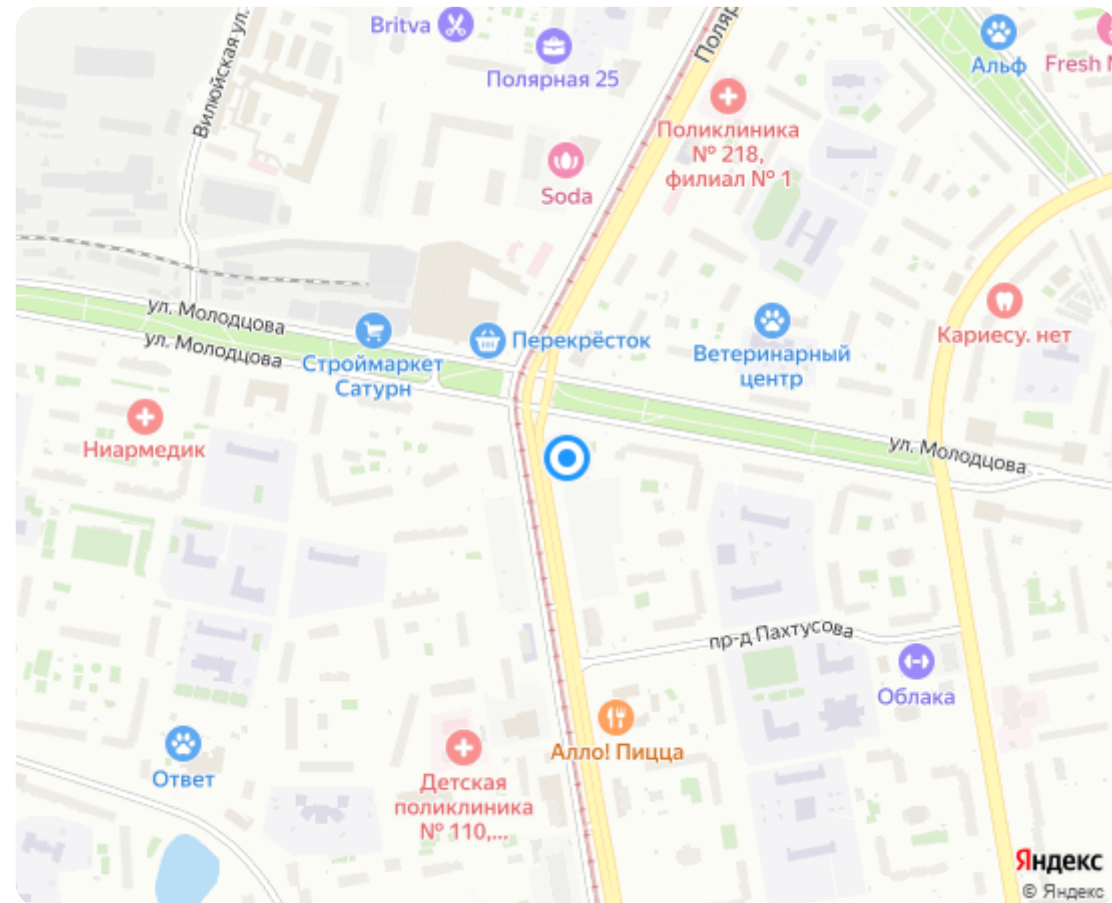 Вилюйская ул.
Britva
Полярная 25
Поляр
Альф
Fresh
Поликлиника
№ 218,
филиал № 1
Soda
ул. Молодцова
ул. Молодцова
Строймаркет
Сатурн
Перекрёсток
Ветеринарный
центр
Кариесу. нет
Ниармедик
ул. Молодцова
пр-д Пахтусова
Облака
Алло! Пицца
Ответ
Детская
поликлиника
№ 110,...
Яндекс
© Яндекс